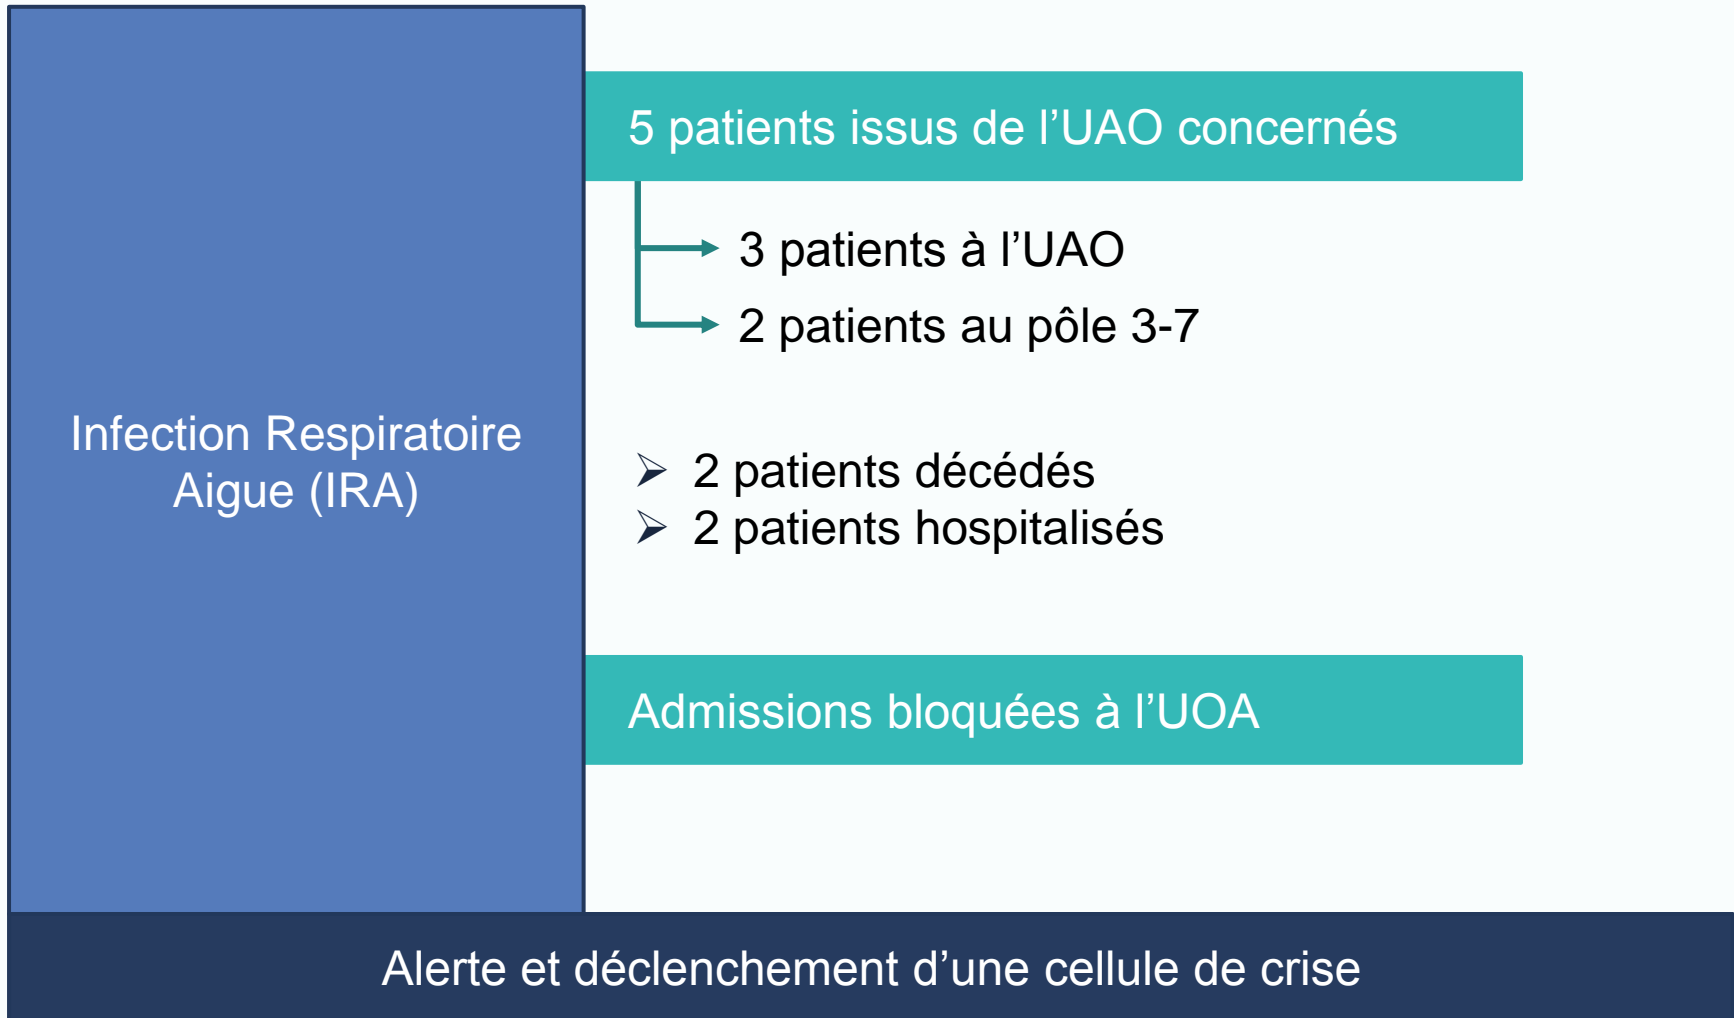 Infection Respiratoire
Aigue (IRA)
5 patients issus de l’UAO concernés
3 patients à l’UAO
2 patients au pôle 3-7
2 patients décédés
2 patients hospitalisés
Admissions bloquées à l’UOA
Alerte et déclenchement d’une cellule de crise